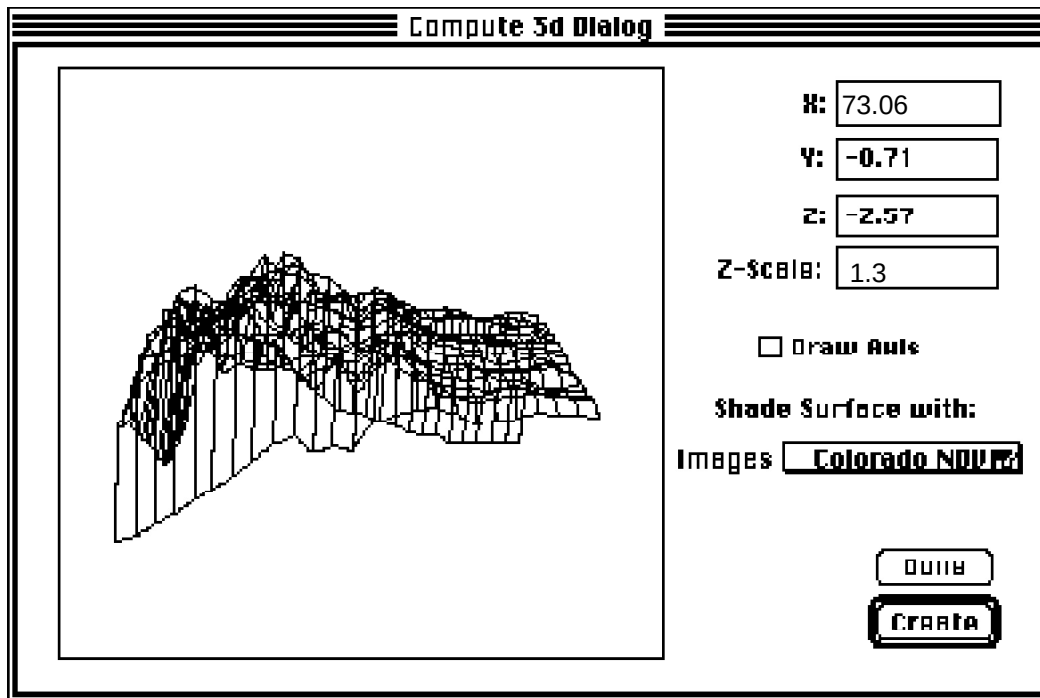 Compute 3d Dialog
X: 73.06
Y: -0.71
Z: -2.57
Z-Scale: 1.3
Draw Axis
Shade Surface with:
Images Colorado NDV
Create